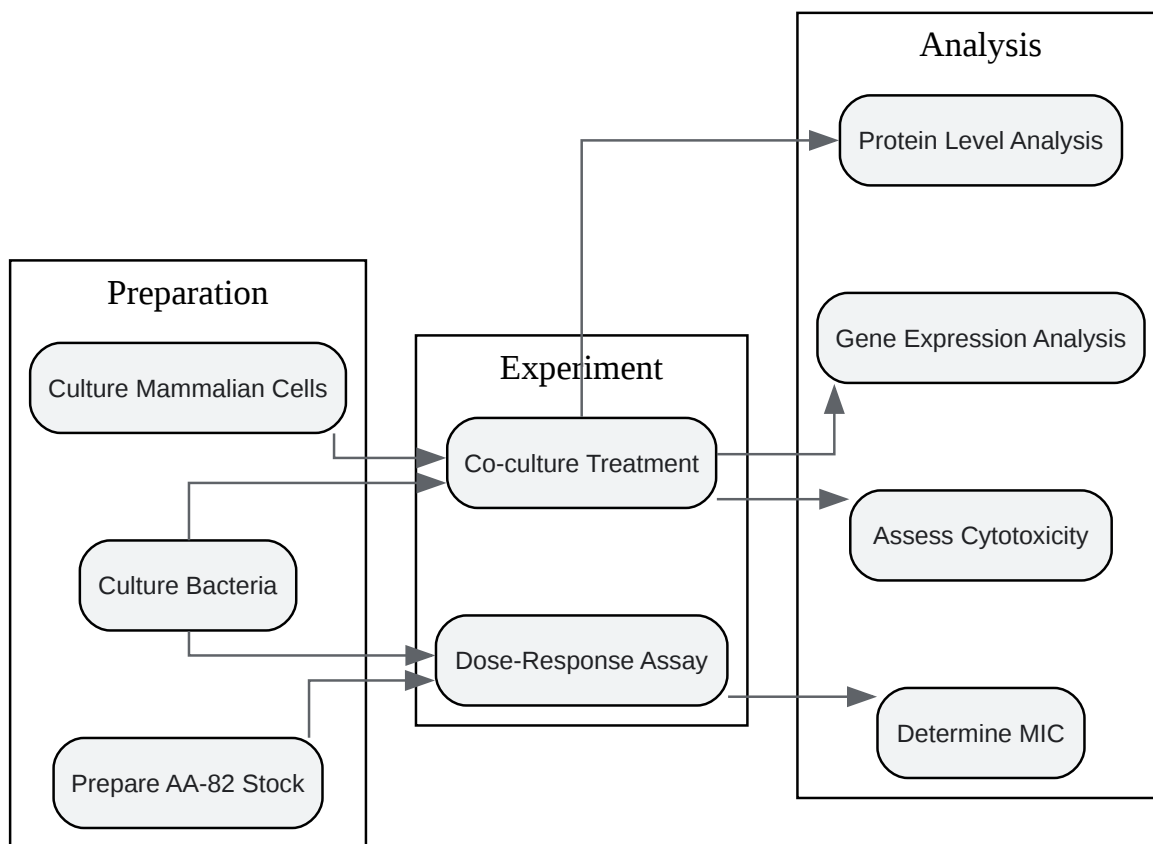 Preparation
Culture Mammalian Cells
Culture Bacteria
Prepare AA-82 Stock
Experiment
Co-culture Treatment
Dose-Response Assay
Analysis
Protein Level Analysis
Gene Expression Analysis
Assess Cytotoxicity
Determine MIC